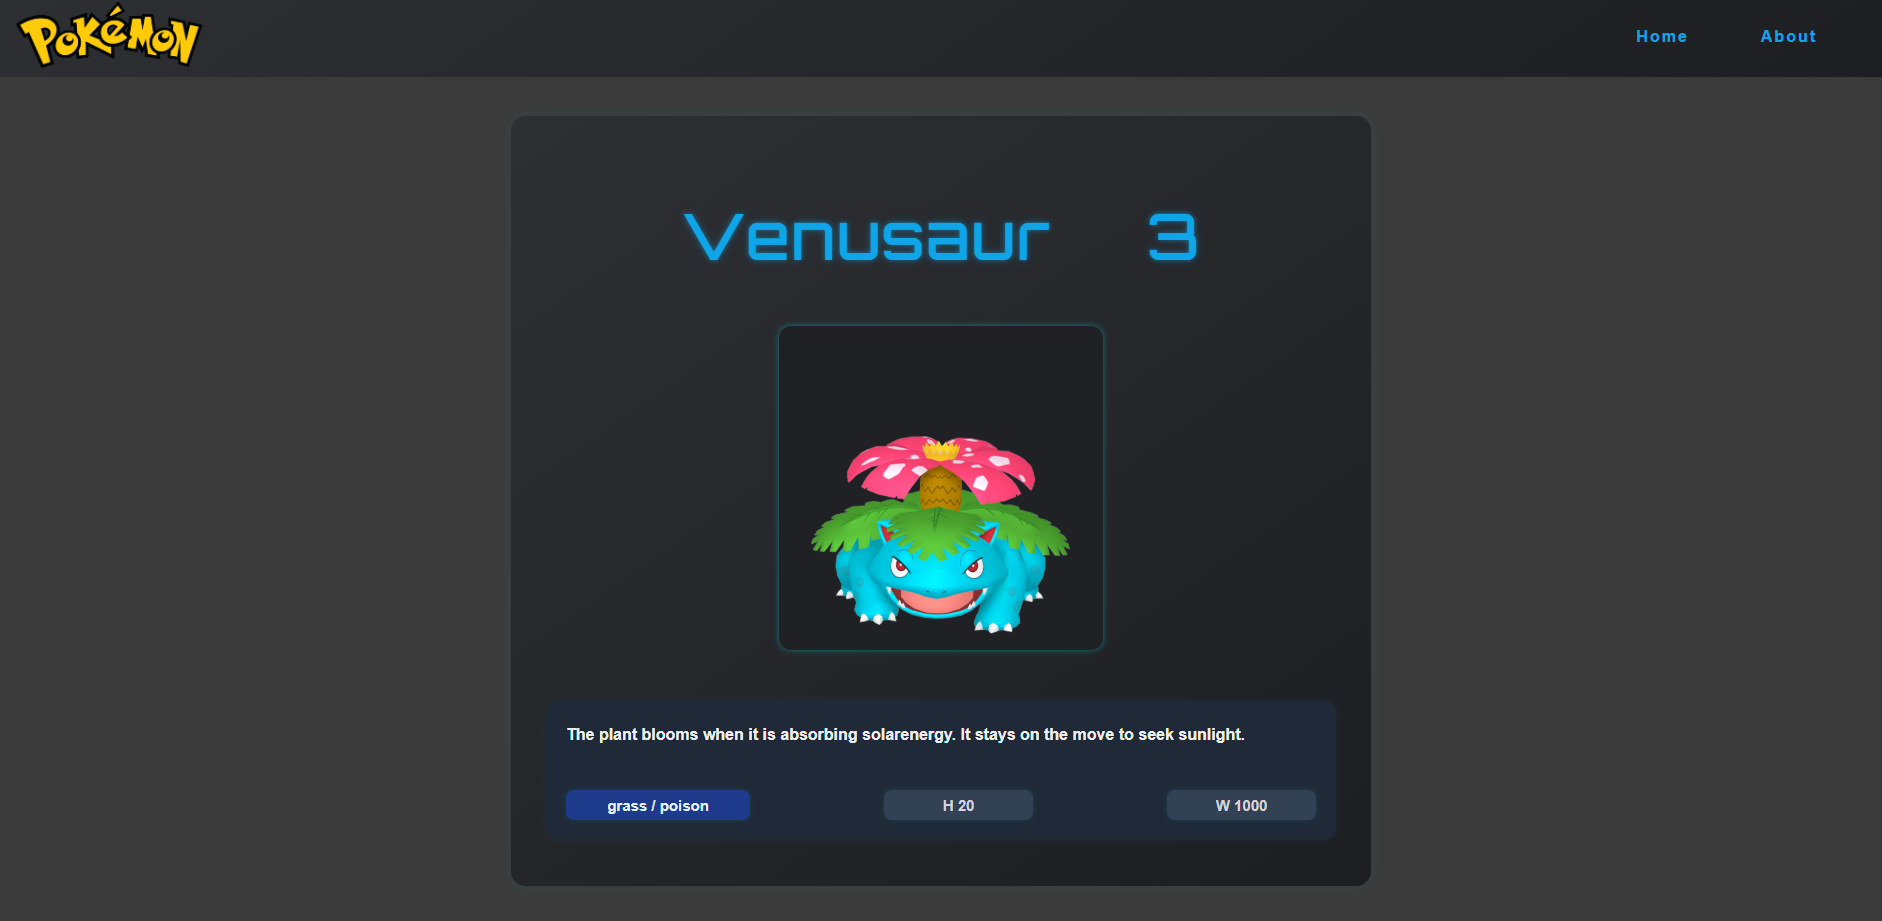 POKéMON
Home About
Venusaur 3
The plant blooms when it is absorbing solarenergy. It stays on the move to seek sunlight.
grass / poison H 20 W 1000